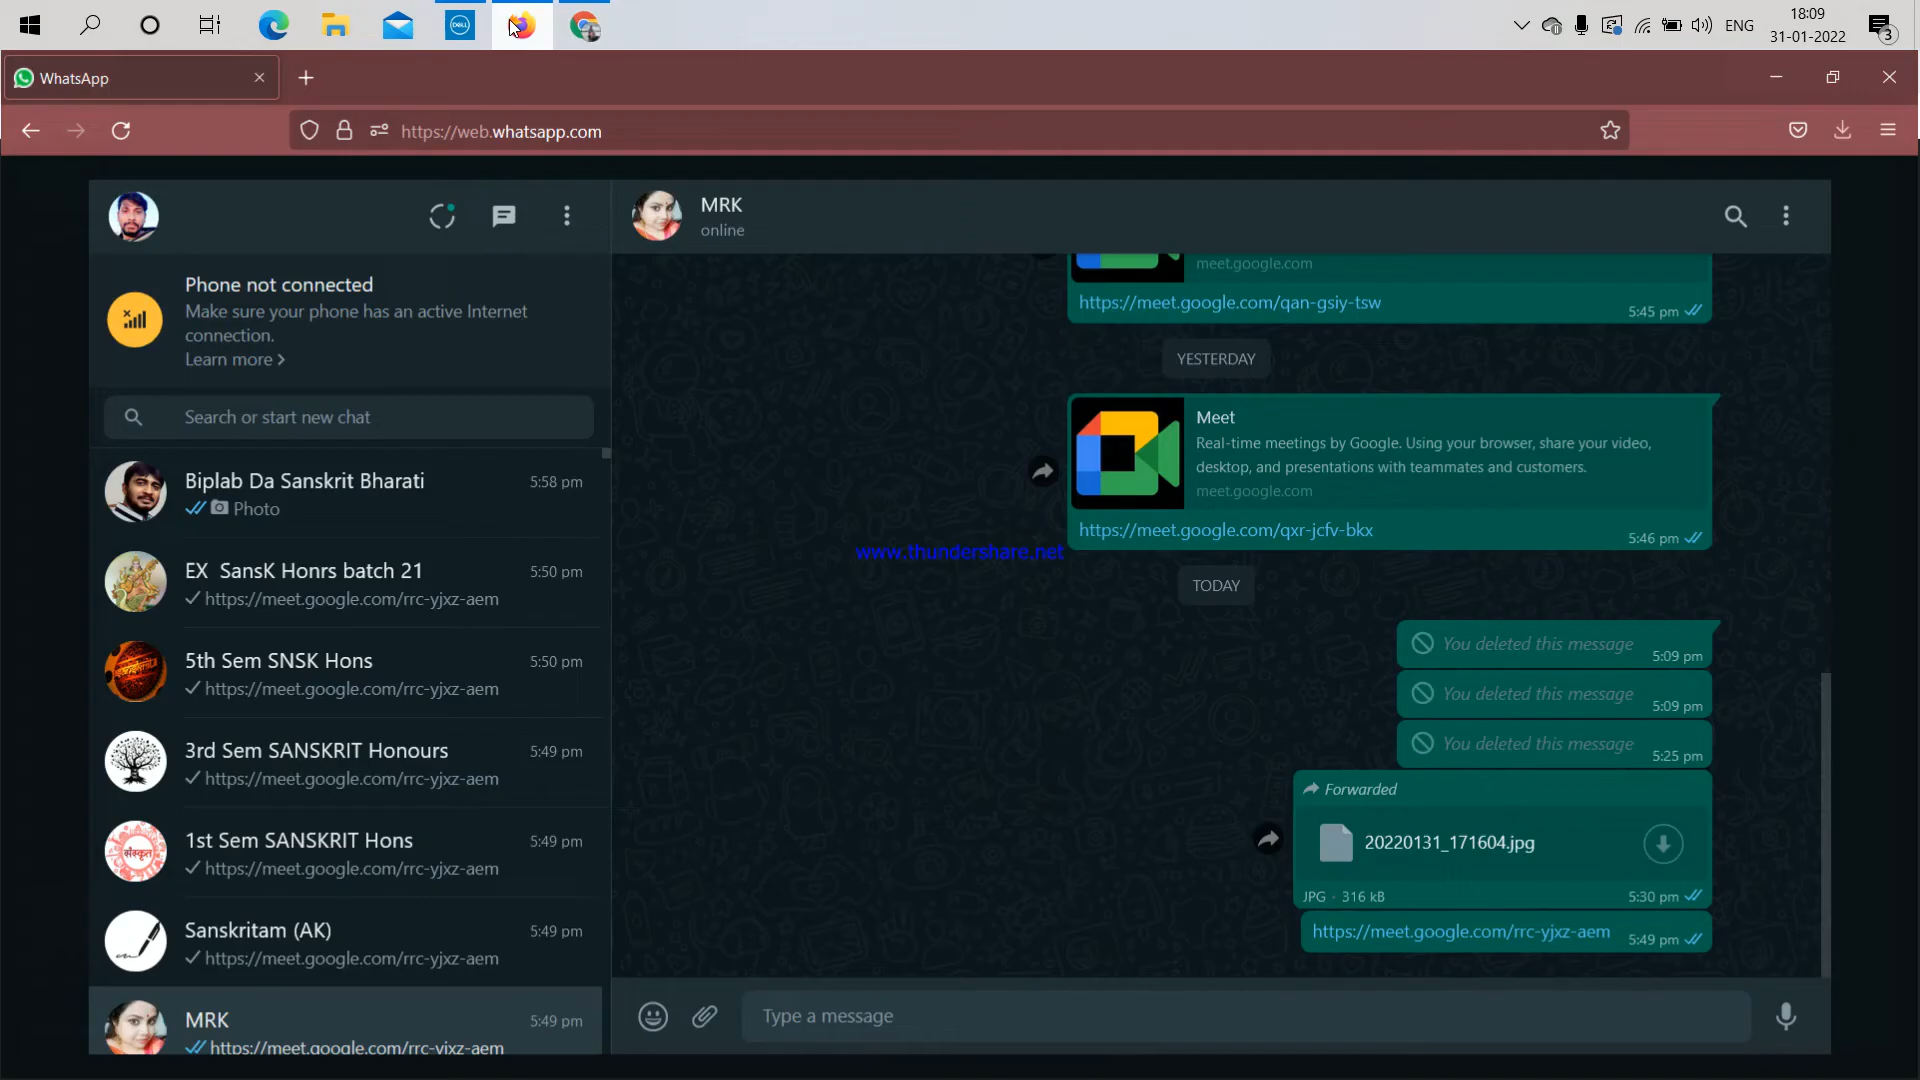 18:09
ENG
31-01-2022
3
DELL
WhatsApp
https://web.whatsapp.com
MRK
online
Phone not connected
Make sure your phone has an active Internet
connection.
Learn more
Search or start new chat
Biplab Da Sanskrit Bharati
5:58 pm
Photo
EX SansK Honrs batch 21
5:50 pm
https://meet.google.com/rrc-yjxz-aem
5th Sem SNSK Hons
5:50 pm
https://meet.google.com/rrc-yjxz-aem
3rd Sem SANSKRIT Honours
5:49 pm
https://meet.google.com/rrc-yjxz-aem
1st Sem SANSKRIT Hons
5:49 pm
https://meet.google.com/rrc-yjxz-aem
संस्कृत
Sanskritam (AK)
5:49 pm
https://meet.google.com/rrc-yjxz-aem
MRK
5:49 pm
https://meet.google.com/rrc-yjxz-aem
meet.google.com
https://meet.google.com/qan-gsiy-tsw
5:45 pm
YESTERDAY
Meet
Real-time meetings by Google. Using your browser, share your video,
desktop, and presentations with teammates and customers.
meet.google.com
https://meet.google.com/qxr-jcfv-bkx
5:46 pm
www.thundershare.net
TODAY
You deleted this message
5:09 pm
You deleted this message
5:09 pm
You deleted this message
5:25 pm
Forwarded
20220131_171604.jpg
JPG · 316 kB
5:30 pm
https://meet.google.com/rrc-yjxz-aem
5:49 pm
Type a message